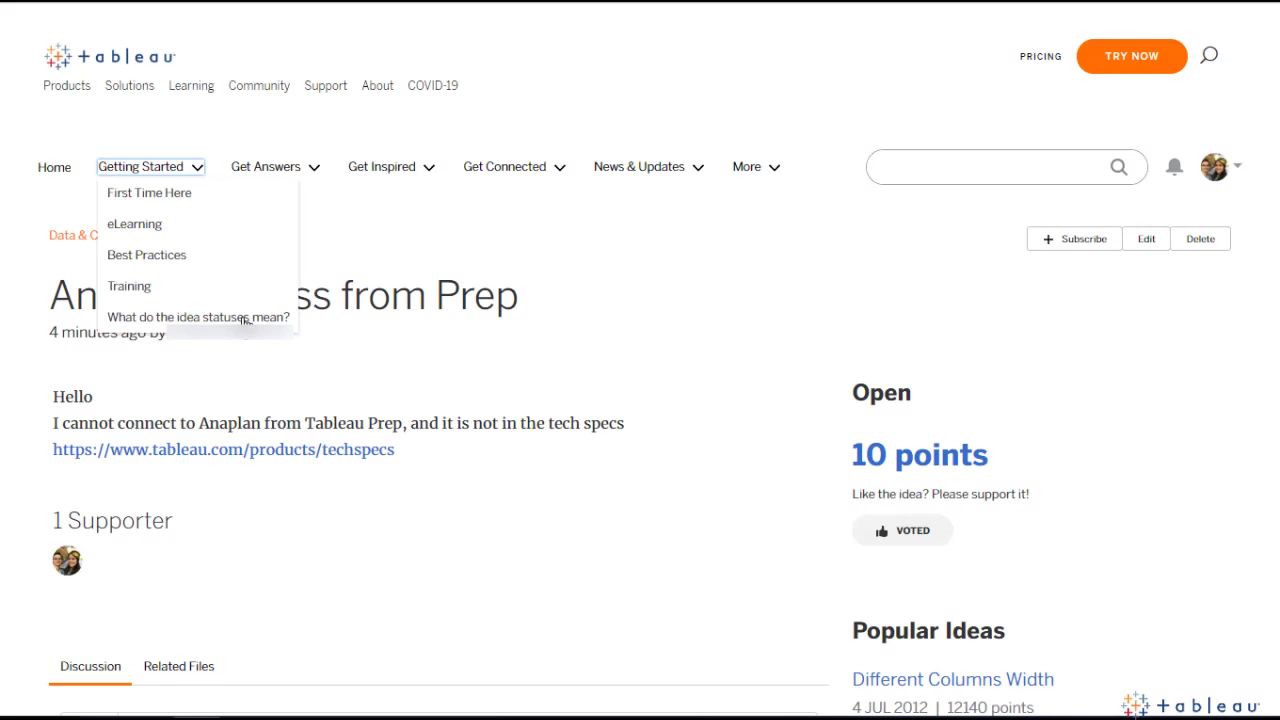 tableau
PRICING
TRY NOW
Products Solutions Learning Community Support About COVID-19
Home Getting Started Get Answers Get Inspired Get Connected News & Updates More
First Time Here
eLearning
Best Practices
Training
What do the idea statuses mean?
Data & C
+ Subscribe Edit Delete
An ss from Prep
4 minutes ago by
Hello
I cannot connect to Anaplan from Tableau Prep, and it is not in the tech specs
https://www.tableau.com/products/techspecs
1 Supporter
Discussion Related Files
Open
10 points
Like the idea? Please support it!
VOTED
Popular Ideas
Different Columns Width
4 JUL 2012 | 12140 points
tableau